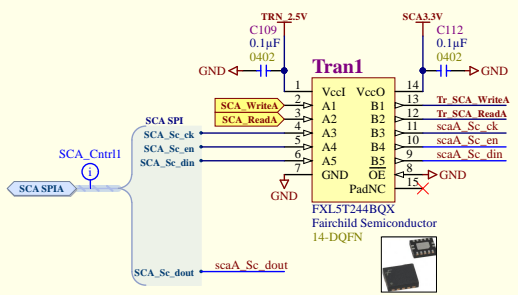 TRN_2.5V
SCA3.3V
C109
0.1µF
0402
GND
C112
0.1µF
0402
GND
Tran1
1 VccI VccO 14
SCA_WriteA 2 A1 B1 13 Tr_SCA_WriteA
SCA_ReadA 3 A2 B2 12 Tr_SCA_ReadA
4 A3 B3 11 scaA_Sc_ck
5 A4 B4 10 scaA_Sc_en
6 A5 B5 9 scaA_Sc_din
7 GND OE 8 GND
PadNC 15
GND
SCA SPI
SCA_Sc_ck
SCA_Sc_en
SCA_Sc_din
SCA_Cntrl1
i
SCA SPIA
FXL5T244BQX
Fairchild Semiconductor
14-DQFN
SCA_Sc_dout scaA_Sc_dout